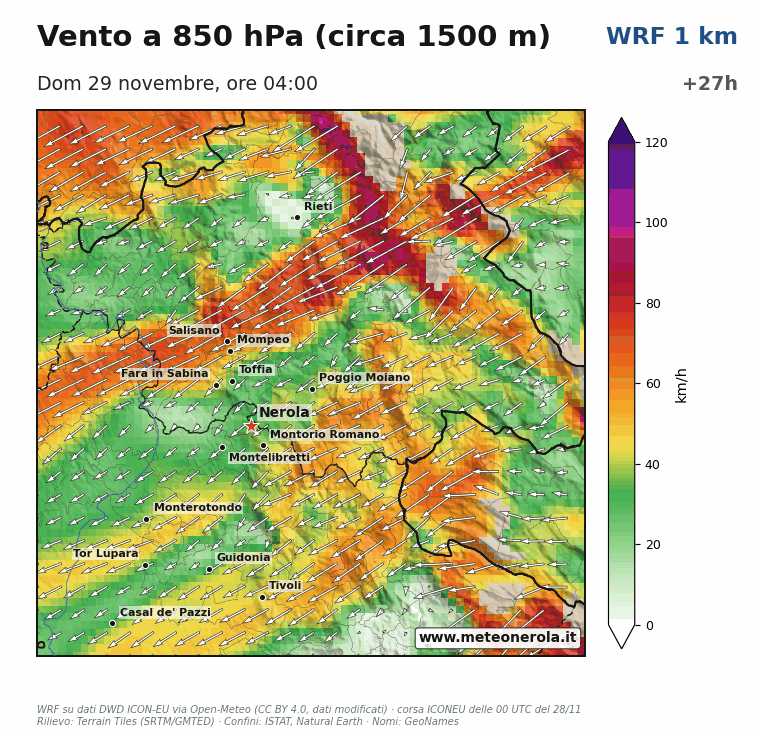 Vento a 850 hPa (circa 1500 m)
WRF 1 km
Dom 29 novembre, ore 04:00
+27h
Rieti
Salisano
Mompeo
Toffia
Fara in Sabina
Poggio Moiano
Nerola
Montorio Romano
Montelibretti
Monterotondo
Tor Lupara
Guidonia
Tivoli
Casal de' Pazzi
www.meteonerola.it
120
100
80
60
40
20
0
km/h
WRF su dati DWD ICON-EU via Open-Meteo (CC BY 4.0, dati modificati) · corsa ICONEU delle 00 UTC del 28/11
Rilievo: Terrain Tiles (SRTM/GMTED) · Confini: ISTAT, Natural Earth · Nomi: GeoNames